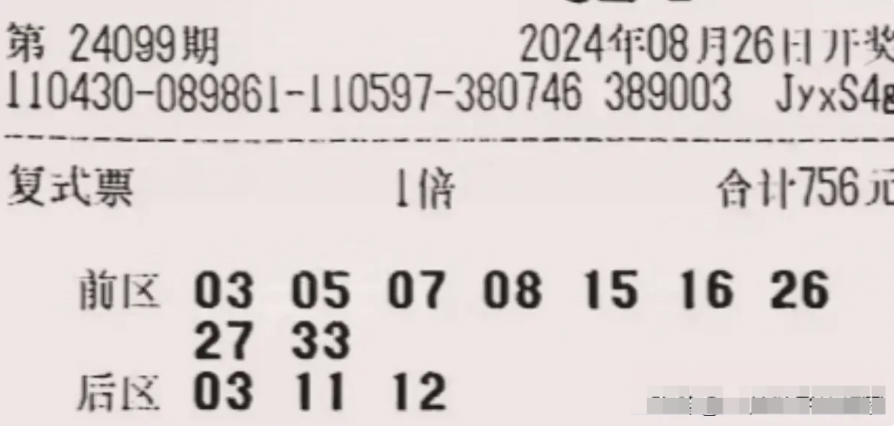 第 24099期 2024年08月26日开奖
110430-089861-110597-380746 389003 JyxS4g
复式票 1倍 合计756元
前区 03 05 07 08 15 16 26
27 33
后区 03 11 12